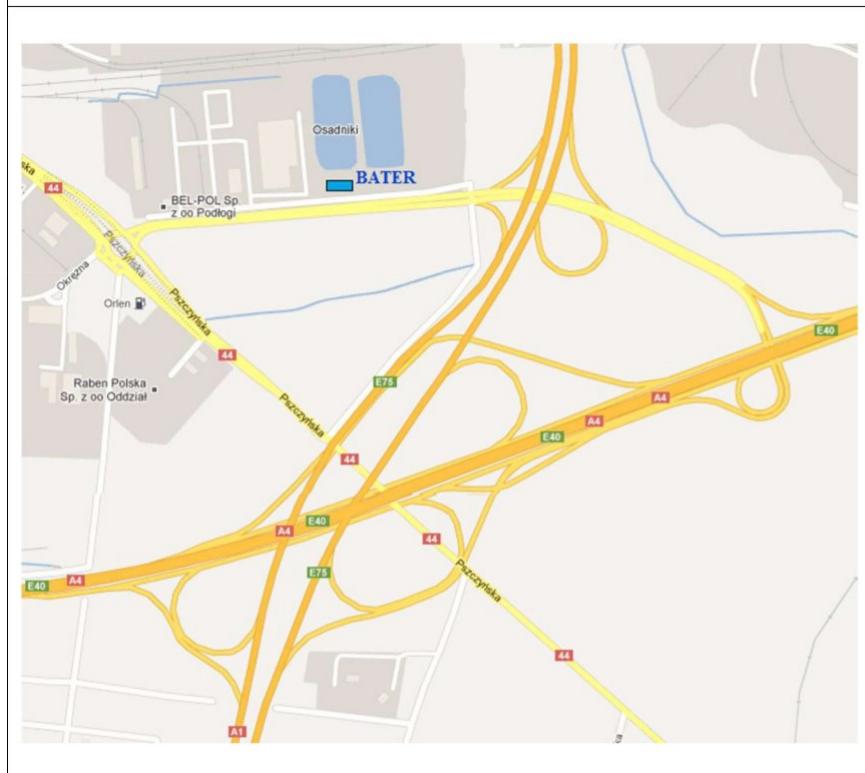 Osadniki
BATER
ska
44
BEL-POL Sp.
z oo Podłogi
Pszczyńska
Okrężna
Orlen
Pszczyńska
44
E40
E75
Raben Polska
Sp. z oo Oddział
Pszczyńska
A4
A4
E40
44
E40
A4
44
E75
Pszczyńska
E40
A4
44
A1
ka